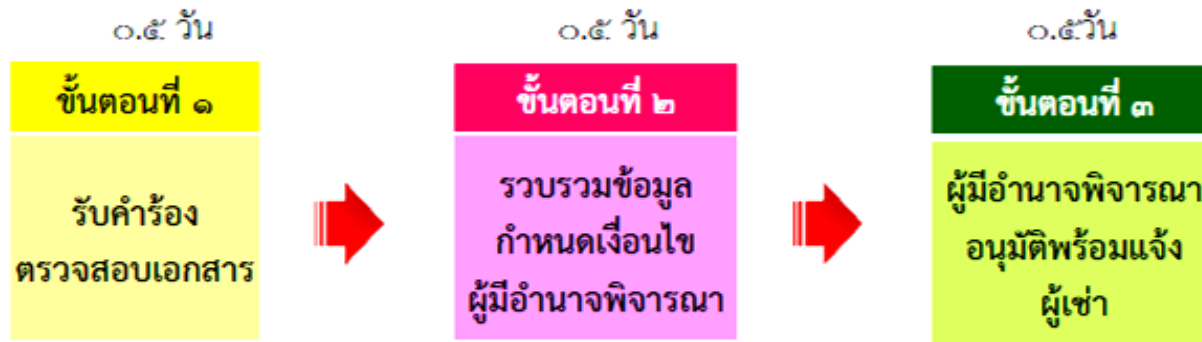 ๐.๕ วัน
ขั้นตอนที่ ๑
รับคำร้อง
ตรวจสอบเอกสาร
๐.๕ วัน
ขั้นตอนที่ ๒
รวบรวมข้อมูล
กำหนดเงื่อนไข
ผู้มีอำนาจพิจารณา
๐.๕วัน
ขั้นตอนที่ ๓
ผู้มีอำนาจพิจารณา
อนุมัติพร้อมแจ้ง
ผู้เช่า